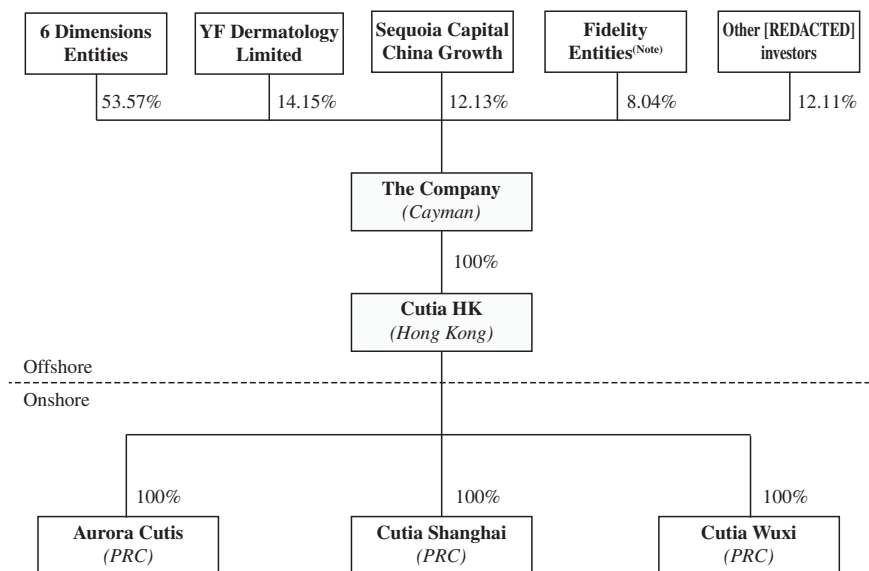 6 Dimensions
Entities
YF Dermatology
Limited
Sequoia Capital
China Growth
Fidelity
Entities(Note)
Other [REDACTED]
investors
53.57%
14.15%
12.13%
8.04%
12.11%
The Company
(Cayman)
100%
Cutia HK
(Hong Kong)
Offshore
Onshore
100%
100%
100%
Aurora Cutis
(PRC)
Cutia Shanghai
(PRC)
Cutia Wuxi
(PRC)